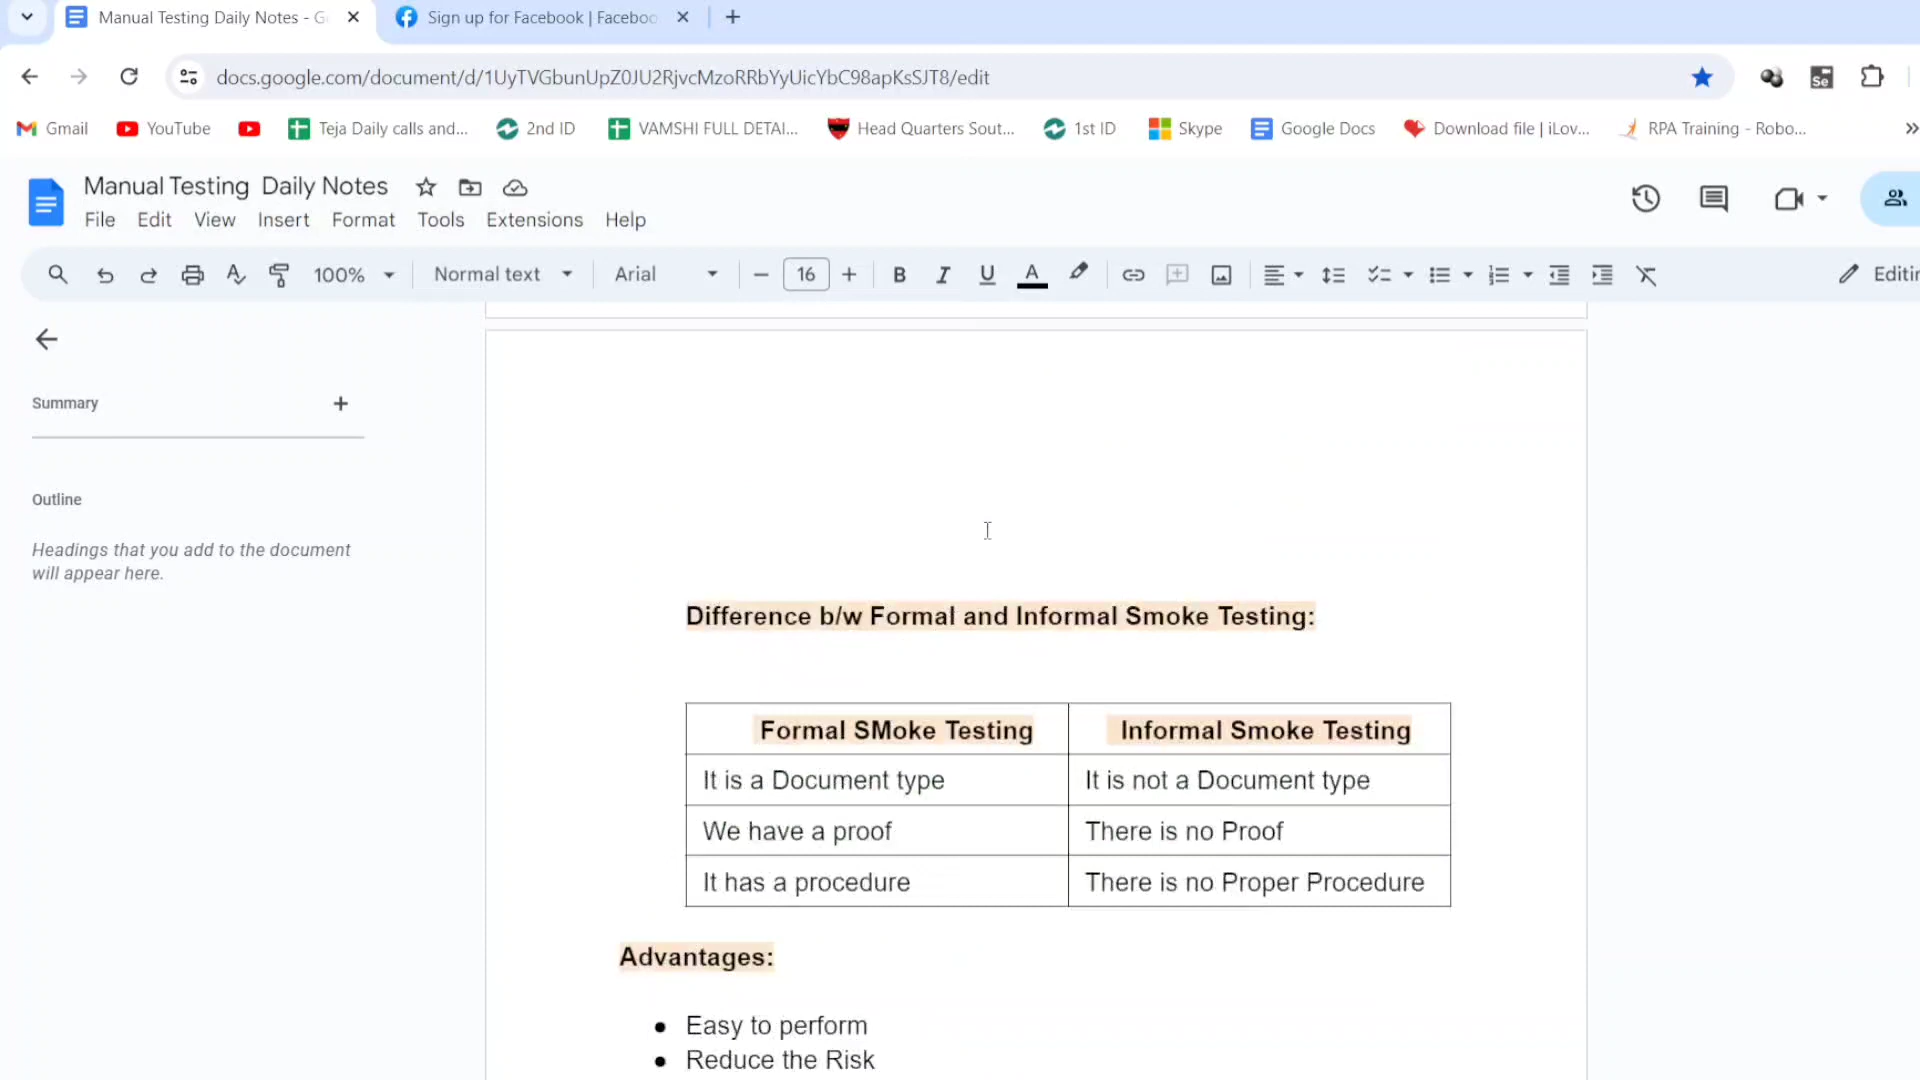 Manual Testing Daily Notes - G
Sign up for Facebook | Faceboo
docs.google.com/document/d/1UyTVGbunUpZ0JU2RjvcMzoRRbYyUicYbC98apKsSJT8/edit
Se
Gmail
YouTube
Teja Daily calls and...
2nd ID
VAMSHI FULL DETAI...
Head Quarters Sout...
1st ID
Skype
Google Docs
Download file | iLov...
RPA Training - Robo...
Manual Testing  Daily Notes
File Edit View Insert Format Tools Extensions Help
100% Normal text Arial 16 B I U A Editin
Summary
Outline
Headings that you add to the document
will appear here.
Difference b/w Formal and Informal Smoke Testing:
Formal SMoke Testing Informal Smoke Testing
It is a Document type It is not a Document type
We have a proof There is no Proof
It has a procedure There is no Proper Procedure
Advantages:
● Easy to perform
● Reduce the Risk